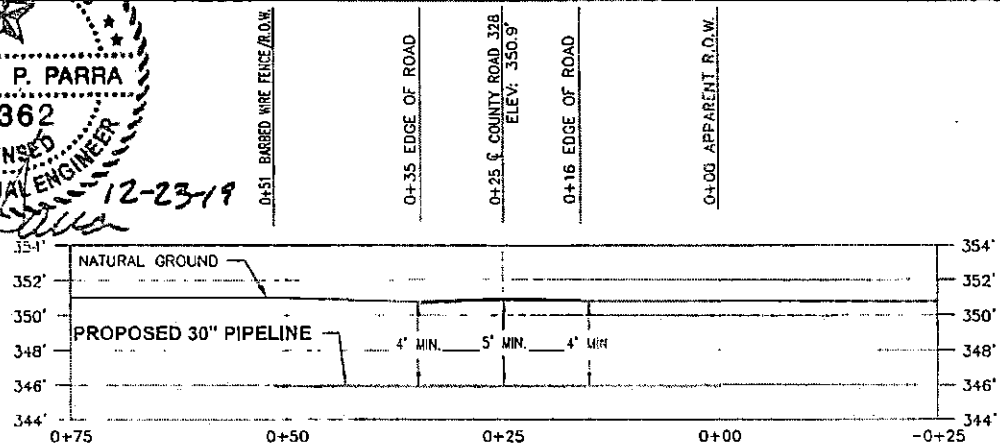 P. PARRA
362
ENGINEER
12-23-19
0+51 BARBED WIRE FENCE/R.O.W.
0+35 EDGE OF ROAD
0+25 ℄ COUNTY ROAD 328
ELEV: 350.9'
0+16 EDGE OF ROAD
0+00 APPARENT R.O.W.
354' 354'
NATURAL GROUND
352' 352'
350' 350'
PROPOSED 30" PIPELINE
4' MIN. 5' MIN. 4' MIN
348' 348'
346' 346'
344' 344'
0+75 0+50 0+25 0+00 -0+25